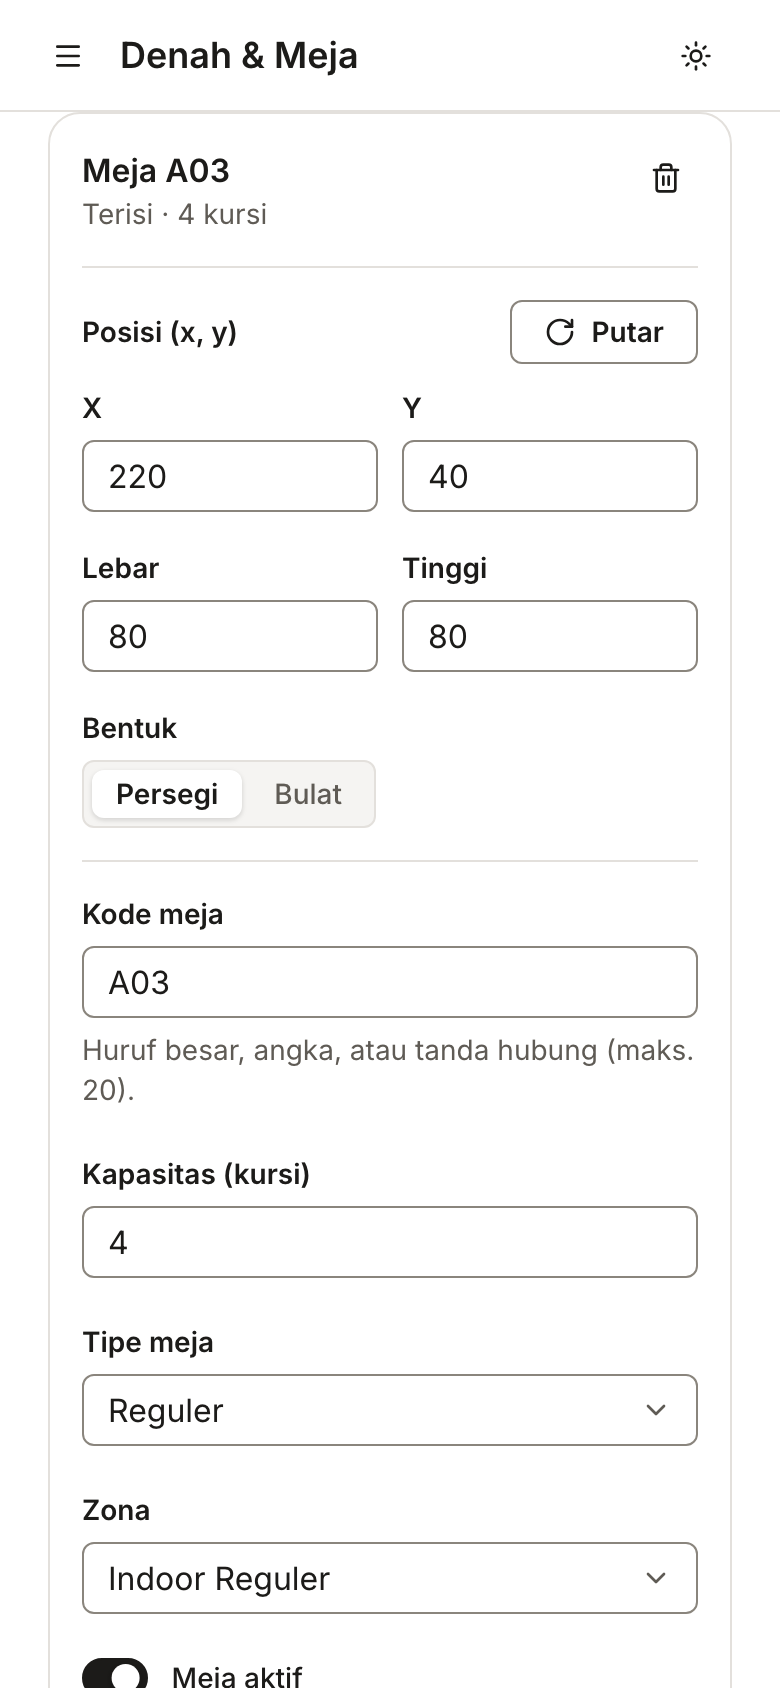 Denah & Meja
Meja A03
Terisi · 4 kursi
Posisi (x, y)
Putar
X
Y
220
40
Lebar
Tinggi
80
80
Bentuk
Persegi
Bulat
Kode meja
A03
Huruf besar, angka, atau tanda hubung (maks.
20).
Kapasitas (kursi)
4
Tipe meja
Reguler
Zona
Indoor Reguler
Meja aktif